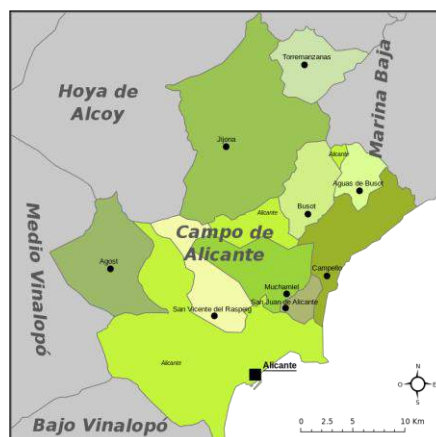 Torremanzanas
Hoya de
Alcoy
Marina Baja
Jijona
Alicante
Aguas de Busot
Busot
Alicante
Medio Vinalopó
Campo de
Alicante
Agost
Campello
Muchamiel
San Juan de Alicante
San Vicente del Raspeig
Alicante
Alicante
Bajo Vinalopó
N
O
E
S
0 2.5 5 10 Km